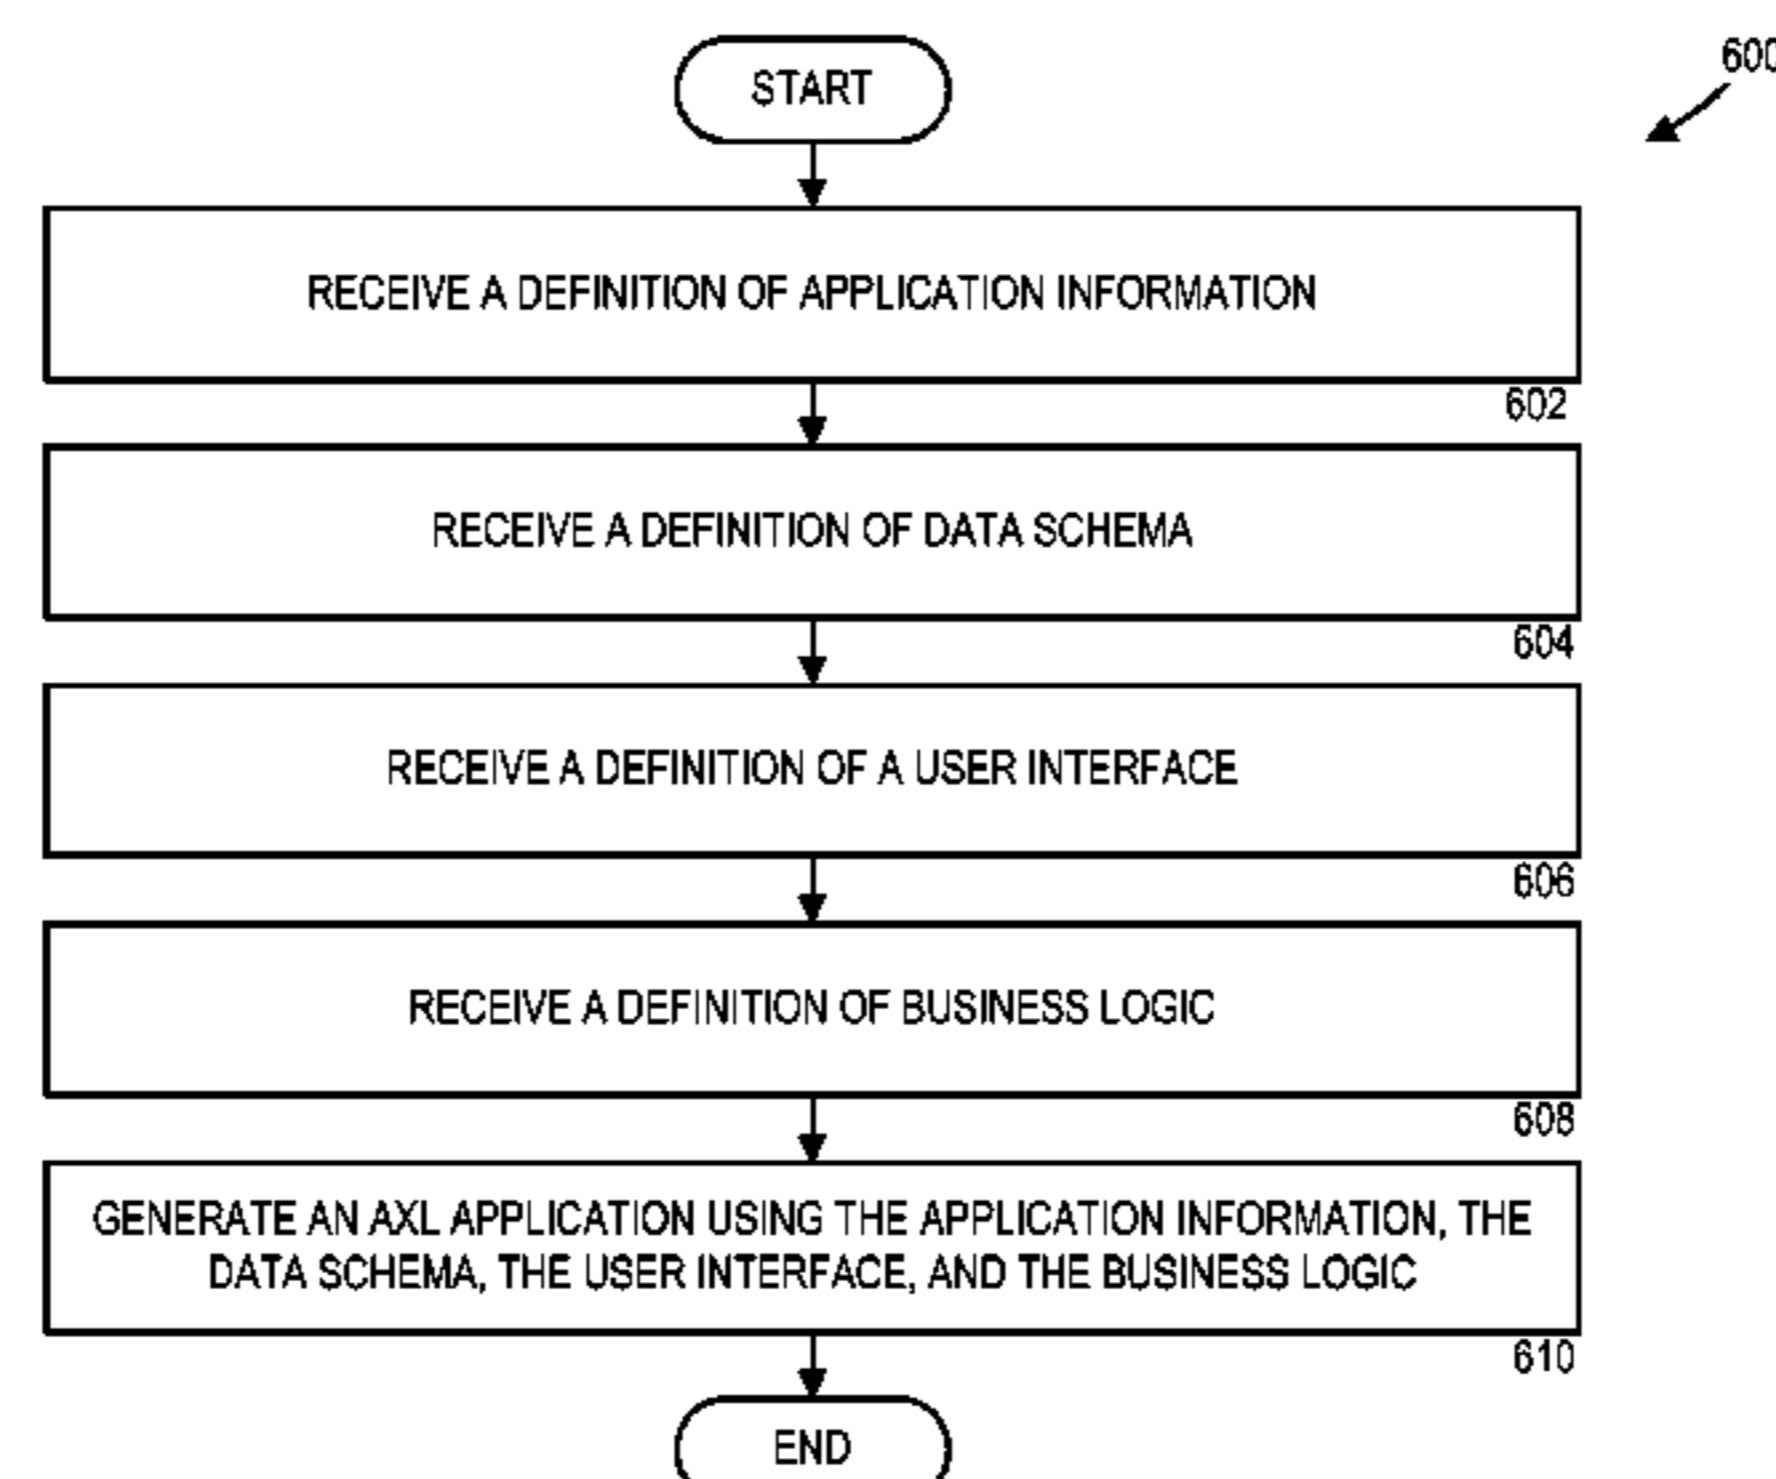 START
600
RECEIVE A DEFINITION OF APPLICATION INFORMATION
602
RECEIVE A DEFINITION OF DATA SCHEMA
604
RECEIVE A DEFINITION OF A USER INTERFACE
606
RECEIVE A DEFINITION OF BUSINESS LOGIC
608
GENERATE AN AXL APPLICATION USING THE APPLICATION INFORMATION, THE
DATA SCHEMA, THE USER INTERFACE, AND THE BUSINESS LOGIC
610
END